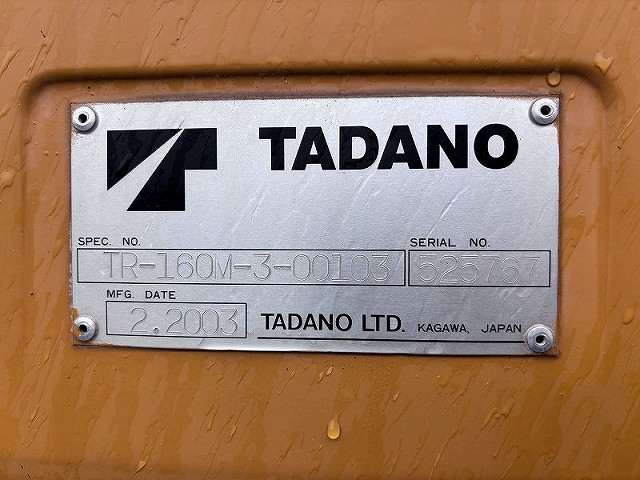 TADANO
SPEC. NO. SERIAL NO.
TR-160M-3-00103 525767
MFG. DATE
2.2003 TADANO LTD. KAGAWA, JAPAN